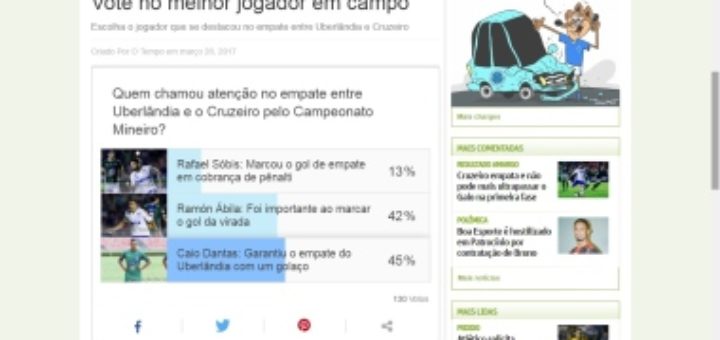 Vote no melhor jogador em campo
Escolha o jogador que se destacou no empate entre Uberlândia e Cruzeiro
Criado Por O Tempo em março 20, 2017
Quem chamou atenção no empate entre
Uberlândia e o Cruzeiro pelo Campeonato
Mineiro?
Rafael Sóbis: Marcou o gol de empate
em cobrança de pênalti
13%
Ramón Ábila: Foi importante ao marcar
o gol da virada
42%
Caio Dantas: Garantiu o empate do
Uberlândia com um golaço
45%
130 Votos
Mais charges
MAIS COMENTADAS
RESULTADO AMARGO
Cruzeiro empata e não
pode mais ultrapassar o
Galo na primeira fase
POLÊMICA
Boa Esporte é hostilizado
em Patrocínio por
contratação de Bruno
Mais notícias
MAIS LIDAS
PEDIDO
Atlético solicita